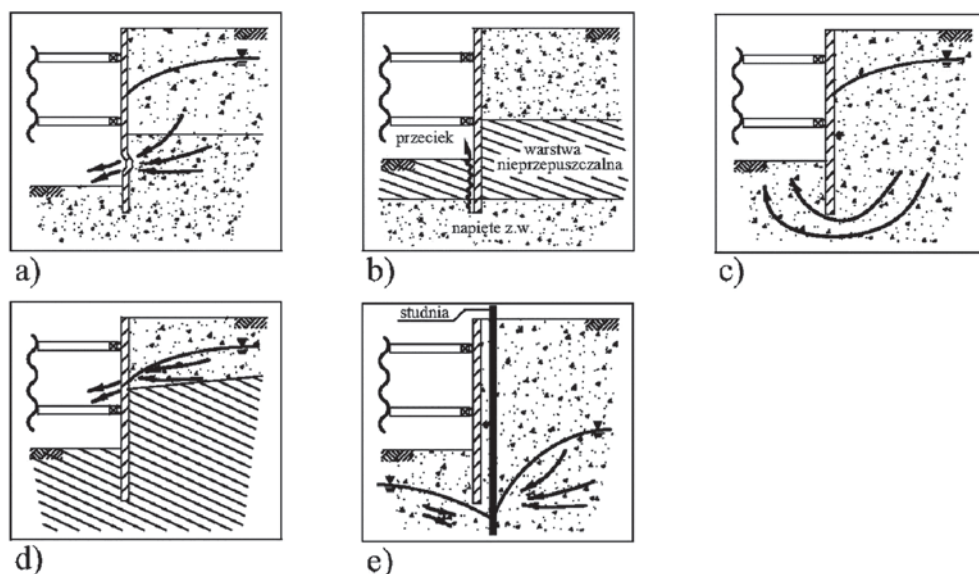 przeciek
warstwa
nieprzepuszczalna
napięte z.w.
a)
b)
c)
studnia
d)
e)